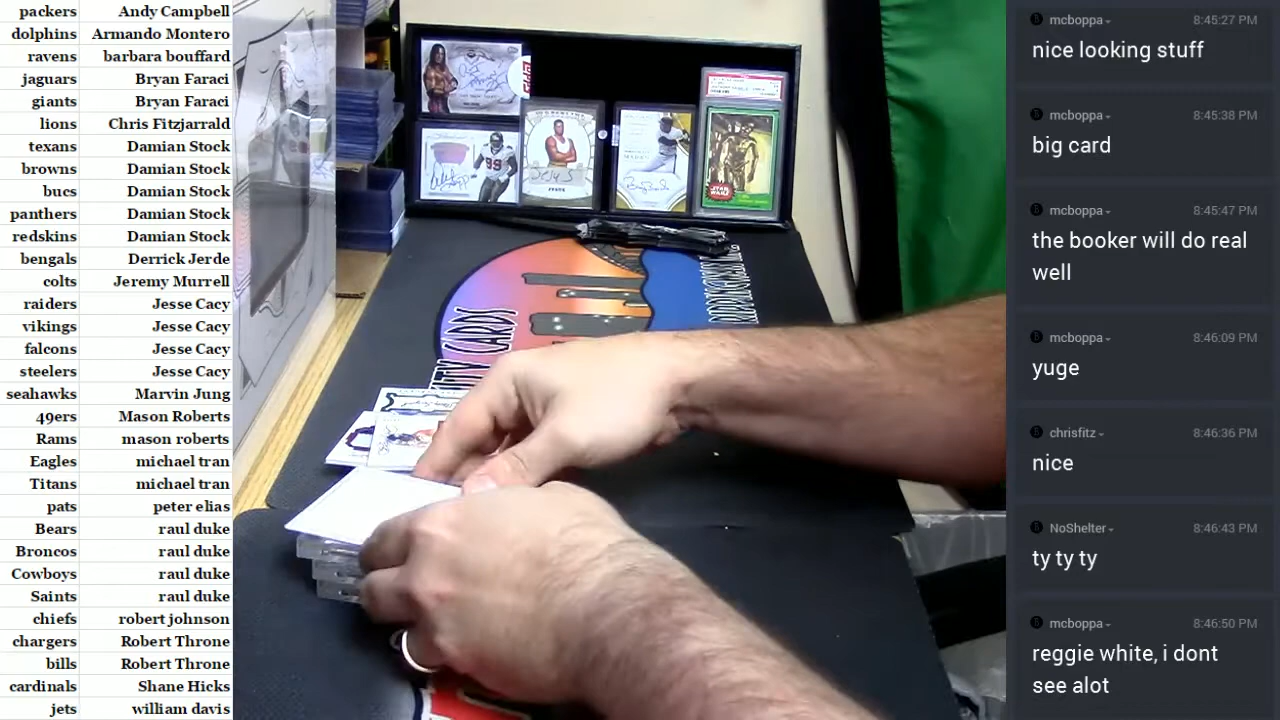 packers Andy Campbell
dolphins Armando Montero
ravens barbara bouffard
jaguars Bryan Faraci
giants Bryan Faraci
lions Chris Fitzjarrald
texans Damian Stock
browns Damian Stock
bucs Damian Stock
panthers Damian Stock
redskins Damian Stock
bengals Derrick Jerde
colts Jeremy Murrell
raiders Jesse Cacy
vikings Jesse Cacy
falcons Jesse Cacy
steelers Jesse Cacy
seahawks Marvin Jung
49ers Mason Roberts
Rams mason roberts
Eagles michael tran
Titans michael tran
pats peter elias
Bears raul duke
Broncos raul duke
Cowboys raul duke
Saints raul duke
chiefs robert johnson
chargers Robert Throne
bills Robert Throne
cardinals Shane Hicks
jets william davis
99
STAR
WARS
CARDS
mcboppa 8:45:27 PM
nice looking stuff
mcboppa 8:45:38 PM
big card
mcboppa 8:45:47 PM
the booker will do real
well
mcboppa 8:46:09 PM
yuge
chrisfitz 8:46:36 PM
nice
NoShelter 8:46:43 PM
ty ty ty
mcboppa 8:46:50 PM
reggie white, i dont
see alot